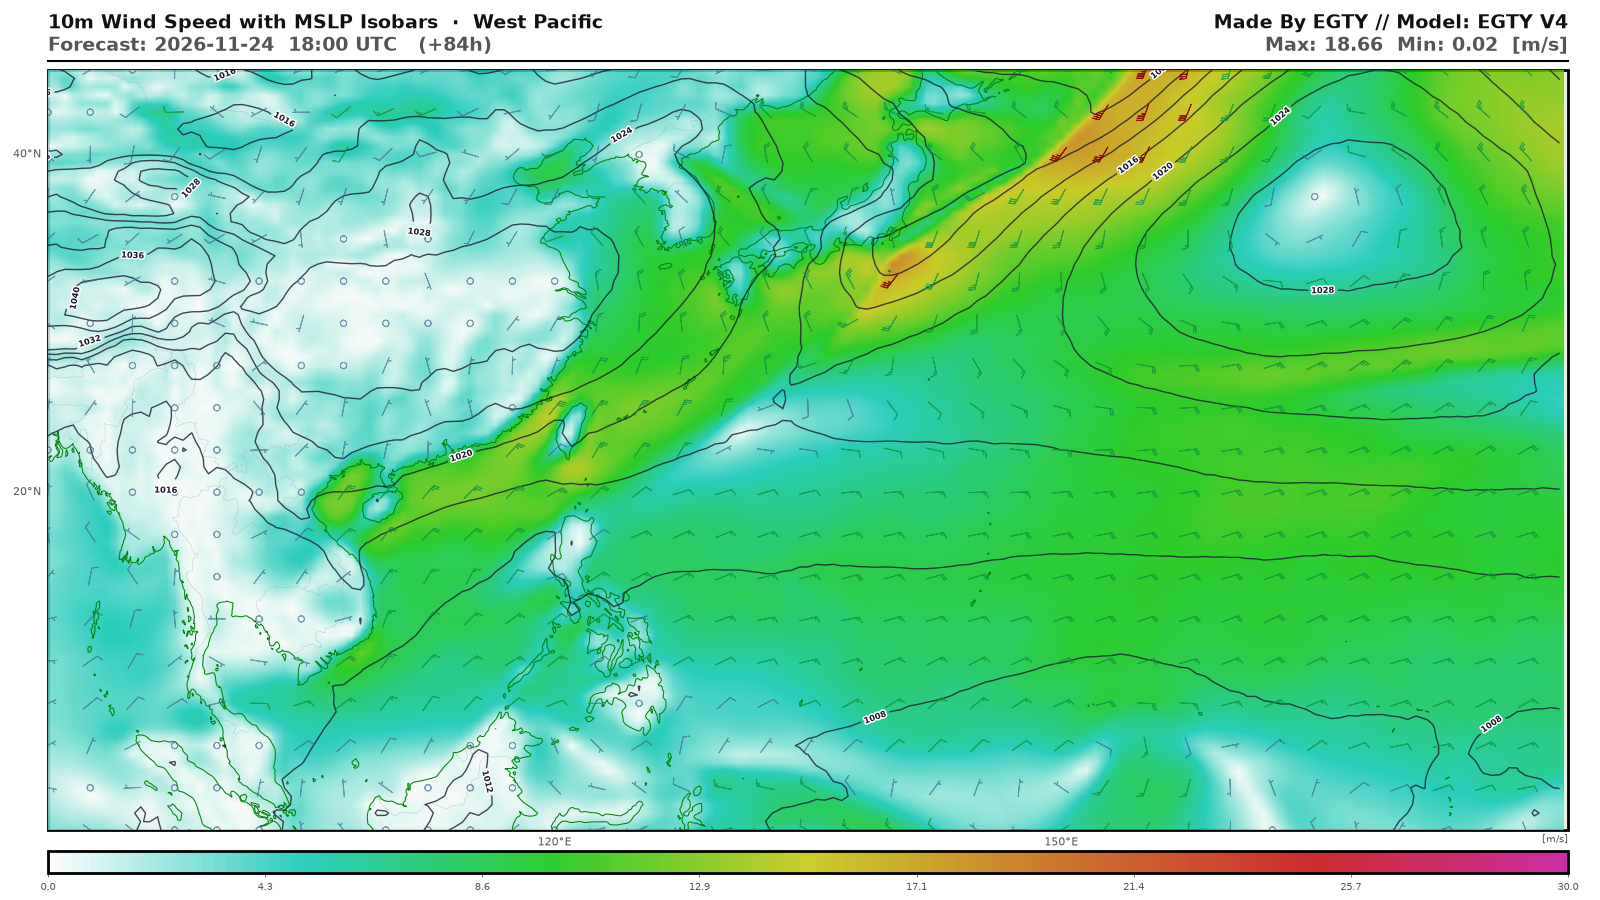 10m Wind Speed with MSLP Isobars · West Pacific
Made By EGTY // Model: EGTY V4
Forecast: 2026-11-24 18:00 UTC (+84h)
Max: 18.66 Min: 0.02 [m/s]
1016
1016
1024
1024
40°N
1016
1020
1028
1028
1036
1040
1028
1032
1020
20°N
1016
1008
1008
1012
120°E
150°E
[m/s]
0.0
4.3
8.6
12.9
17.1
21.4
25.7
30.0